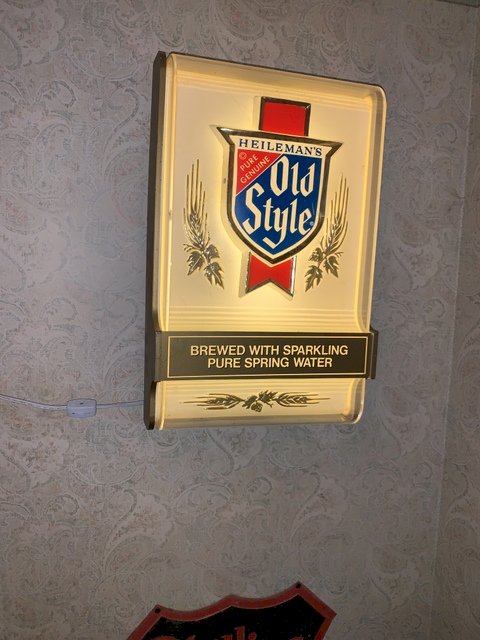 HEILEMAN'S
© PURE
GENUINE
Old
Style
BREWED WITH SPARKLING
PURE SPRING WATER